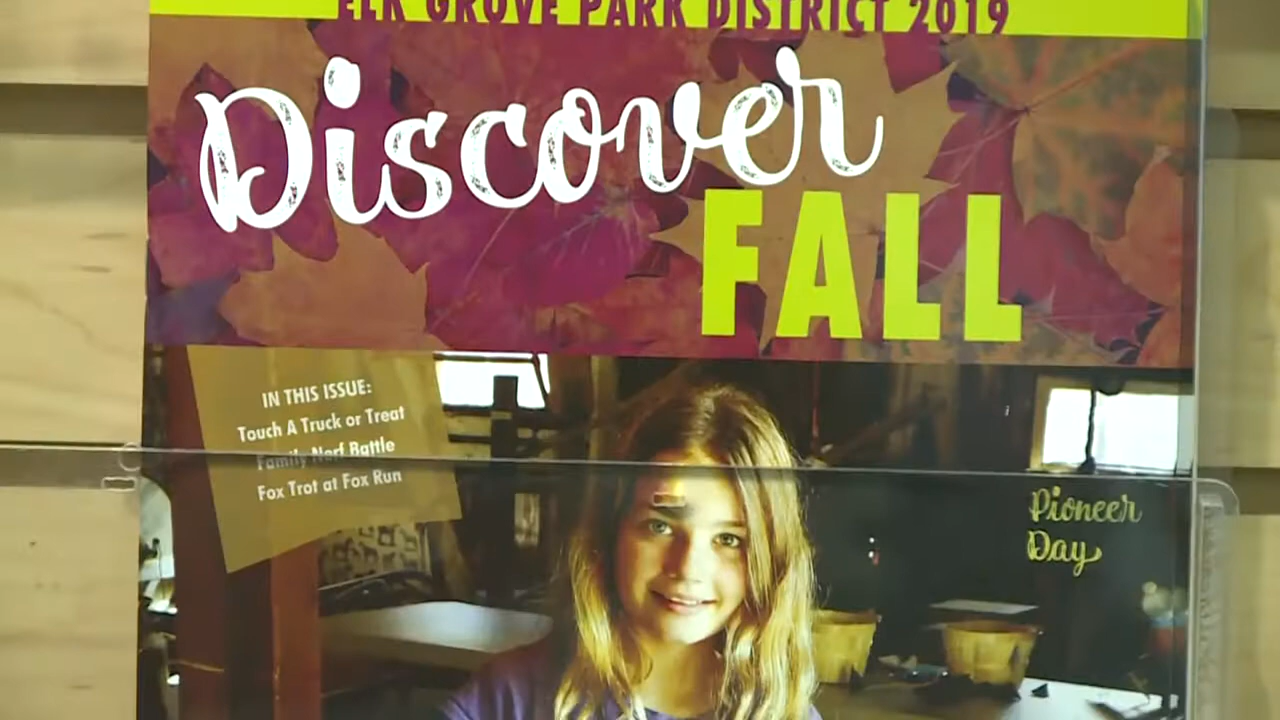 ELK GROVE PARK DISTRICT 2019
Discover
FALL
IN THIS ISSUE:
Touch A Truck or Treat
Family Nerf Battle
Fox Trot at Fox Run
Pioneer
Day